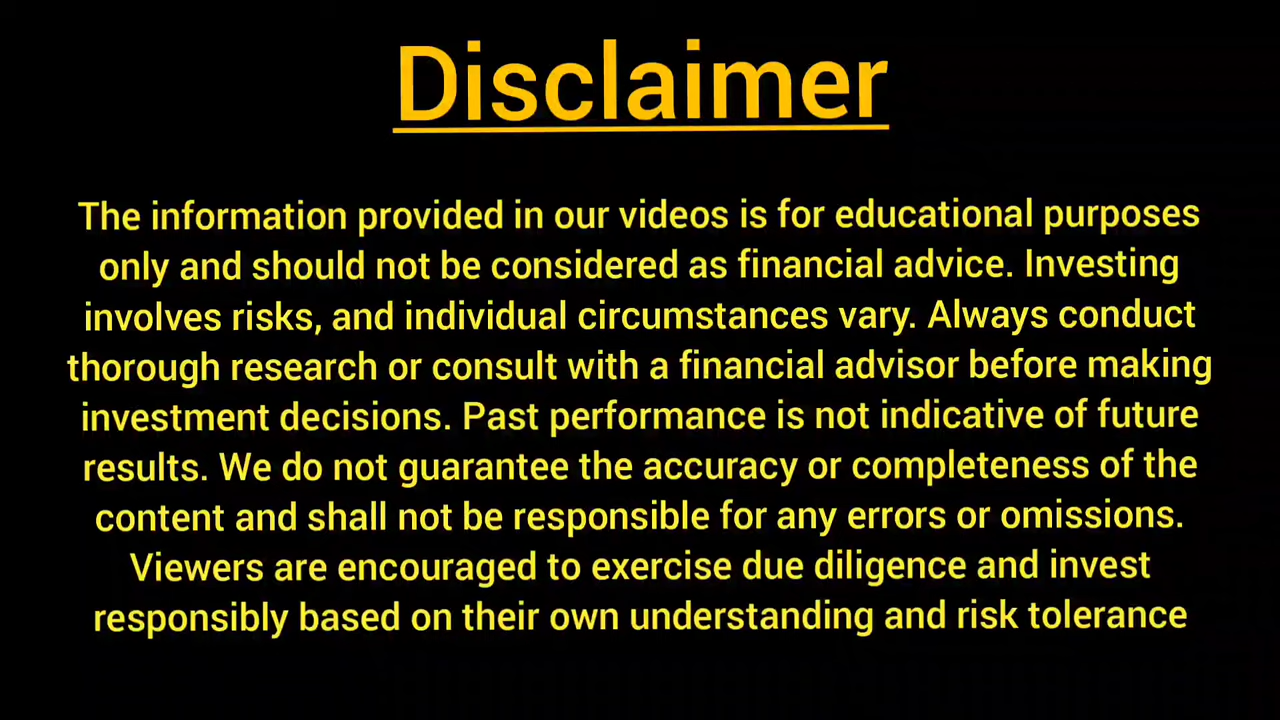 Disclaimer
The information provided in our videos is for educational purposes
only and should not be considered as financial advice. Investing
involves risks, and individual circumstances vary. Always conduct
thorough research or consult with a financial advisor before making
investment decisions. Past performance is not indicative of future
results. We do not guarantee the accuracy or completeness of the
content and shall not be responsible for any errors or omissions.
Viewers are encouraged to exercise due diligence and invest
responsibly based on their own understanding and risk tolerance